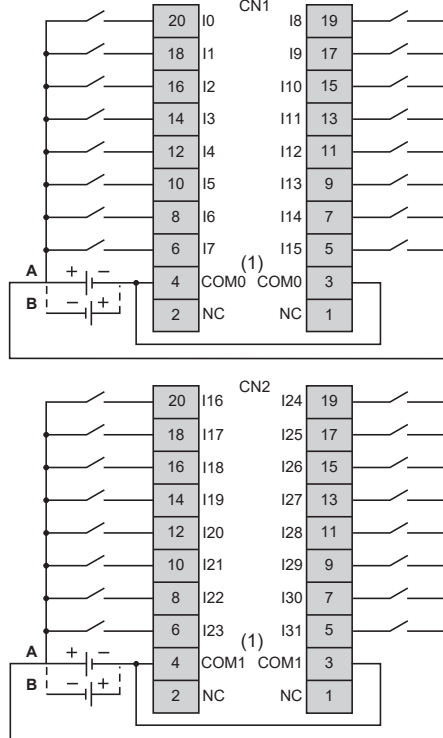 CN1
20 I0 I8 19
18 I1 I9 17
16 I2 I10 15
14 I3 I11 13
12 I4 I12 11
10 I5 I13 9
8 I6 I14 7
6 I7 I15 5
(1)
A + − 4 COM0 COM0 3
B − + 2 NC NC 1
CN2
20 I16 I24 19
18 I17 I25 17
16 I18 I26 15
14 I19 I27 13
12 I20 I28 11
10 I21 I29 9
8 I22 I30 7
6 I23 I31 5
(1)
A + − 4 COM1 COM1 3
B − + 2 NC NC 1